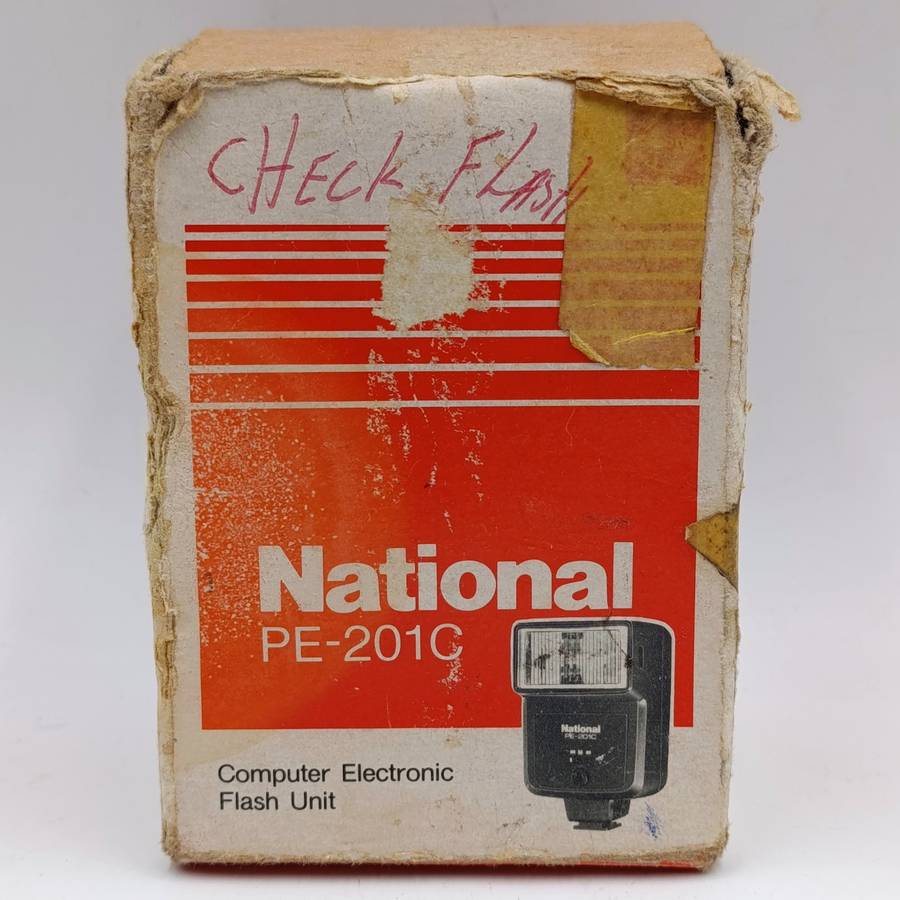 CHECK FLASH
National
PE-201C
National
PE-201C
Computer Electronic
Flash Unit